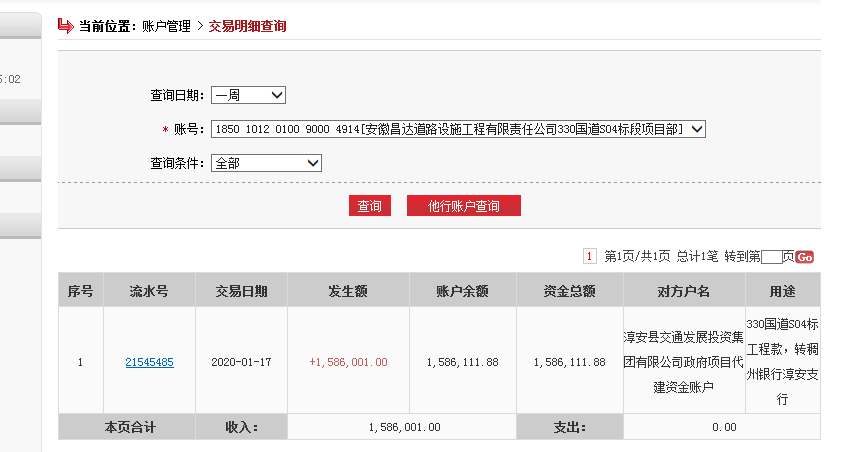 当前位置：账户管理 > 交易明细查询
5:02
查询日期：一周
* 账号：1850 1012 0100 9000 4914[安徽昌达道路设施工程有限责任公司330国道S04标段项目部]
查询条件：全部
查询 他行账户查询
1 第1页/共1页 总计1笔 转到第 页 Go
序号 流水号 交易日期 发生额 账户余额 资金总额 对方户名 用途
1 21545485 2020-01-17 +1,586,001.00 1,586,111.88 1,586,111.88
淳安县交通发展投资集
团有限公司政府项目代
建资金账户
330国道S04标
工程款，转稠
州银行淳安支
行
本页合计 收入： 1,586,001.00 支出： 0.00